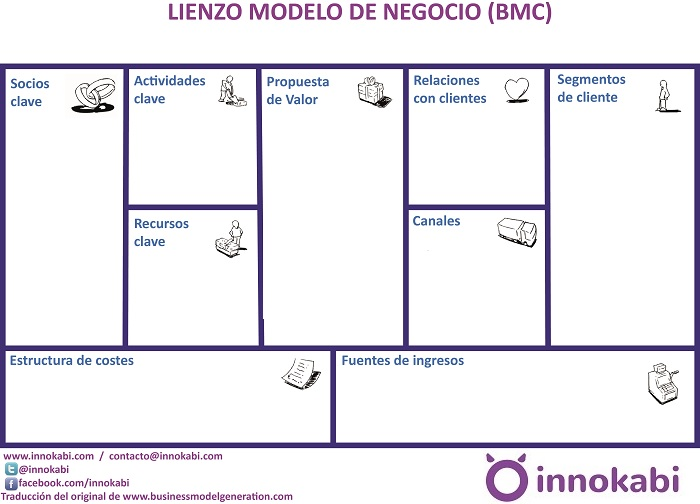 LIENZO MODELO DE NEGOCIO (BMC)
Socios
clave
Actividades
clave
Propuesta
de Valor
Relaciones
con clientes
Segmentos
de cliente
Recursos
clave
Canales
Estructura de costes
Fuentes de ingresos
www.innokabi.com / contacto@innokabi.com
@innokabi
facebook.com/innokabi
Traducción del original de www.businessmodelgeneration.com
innokabi